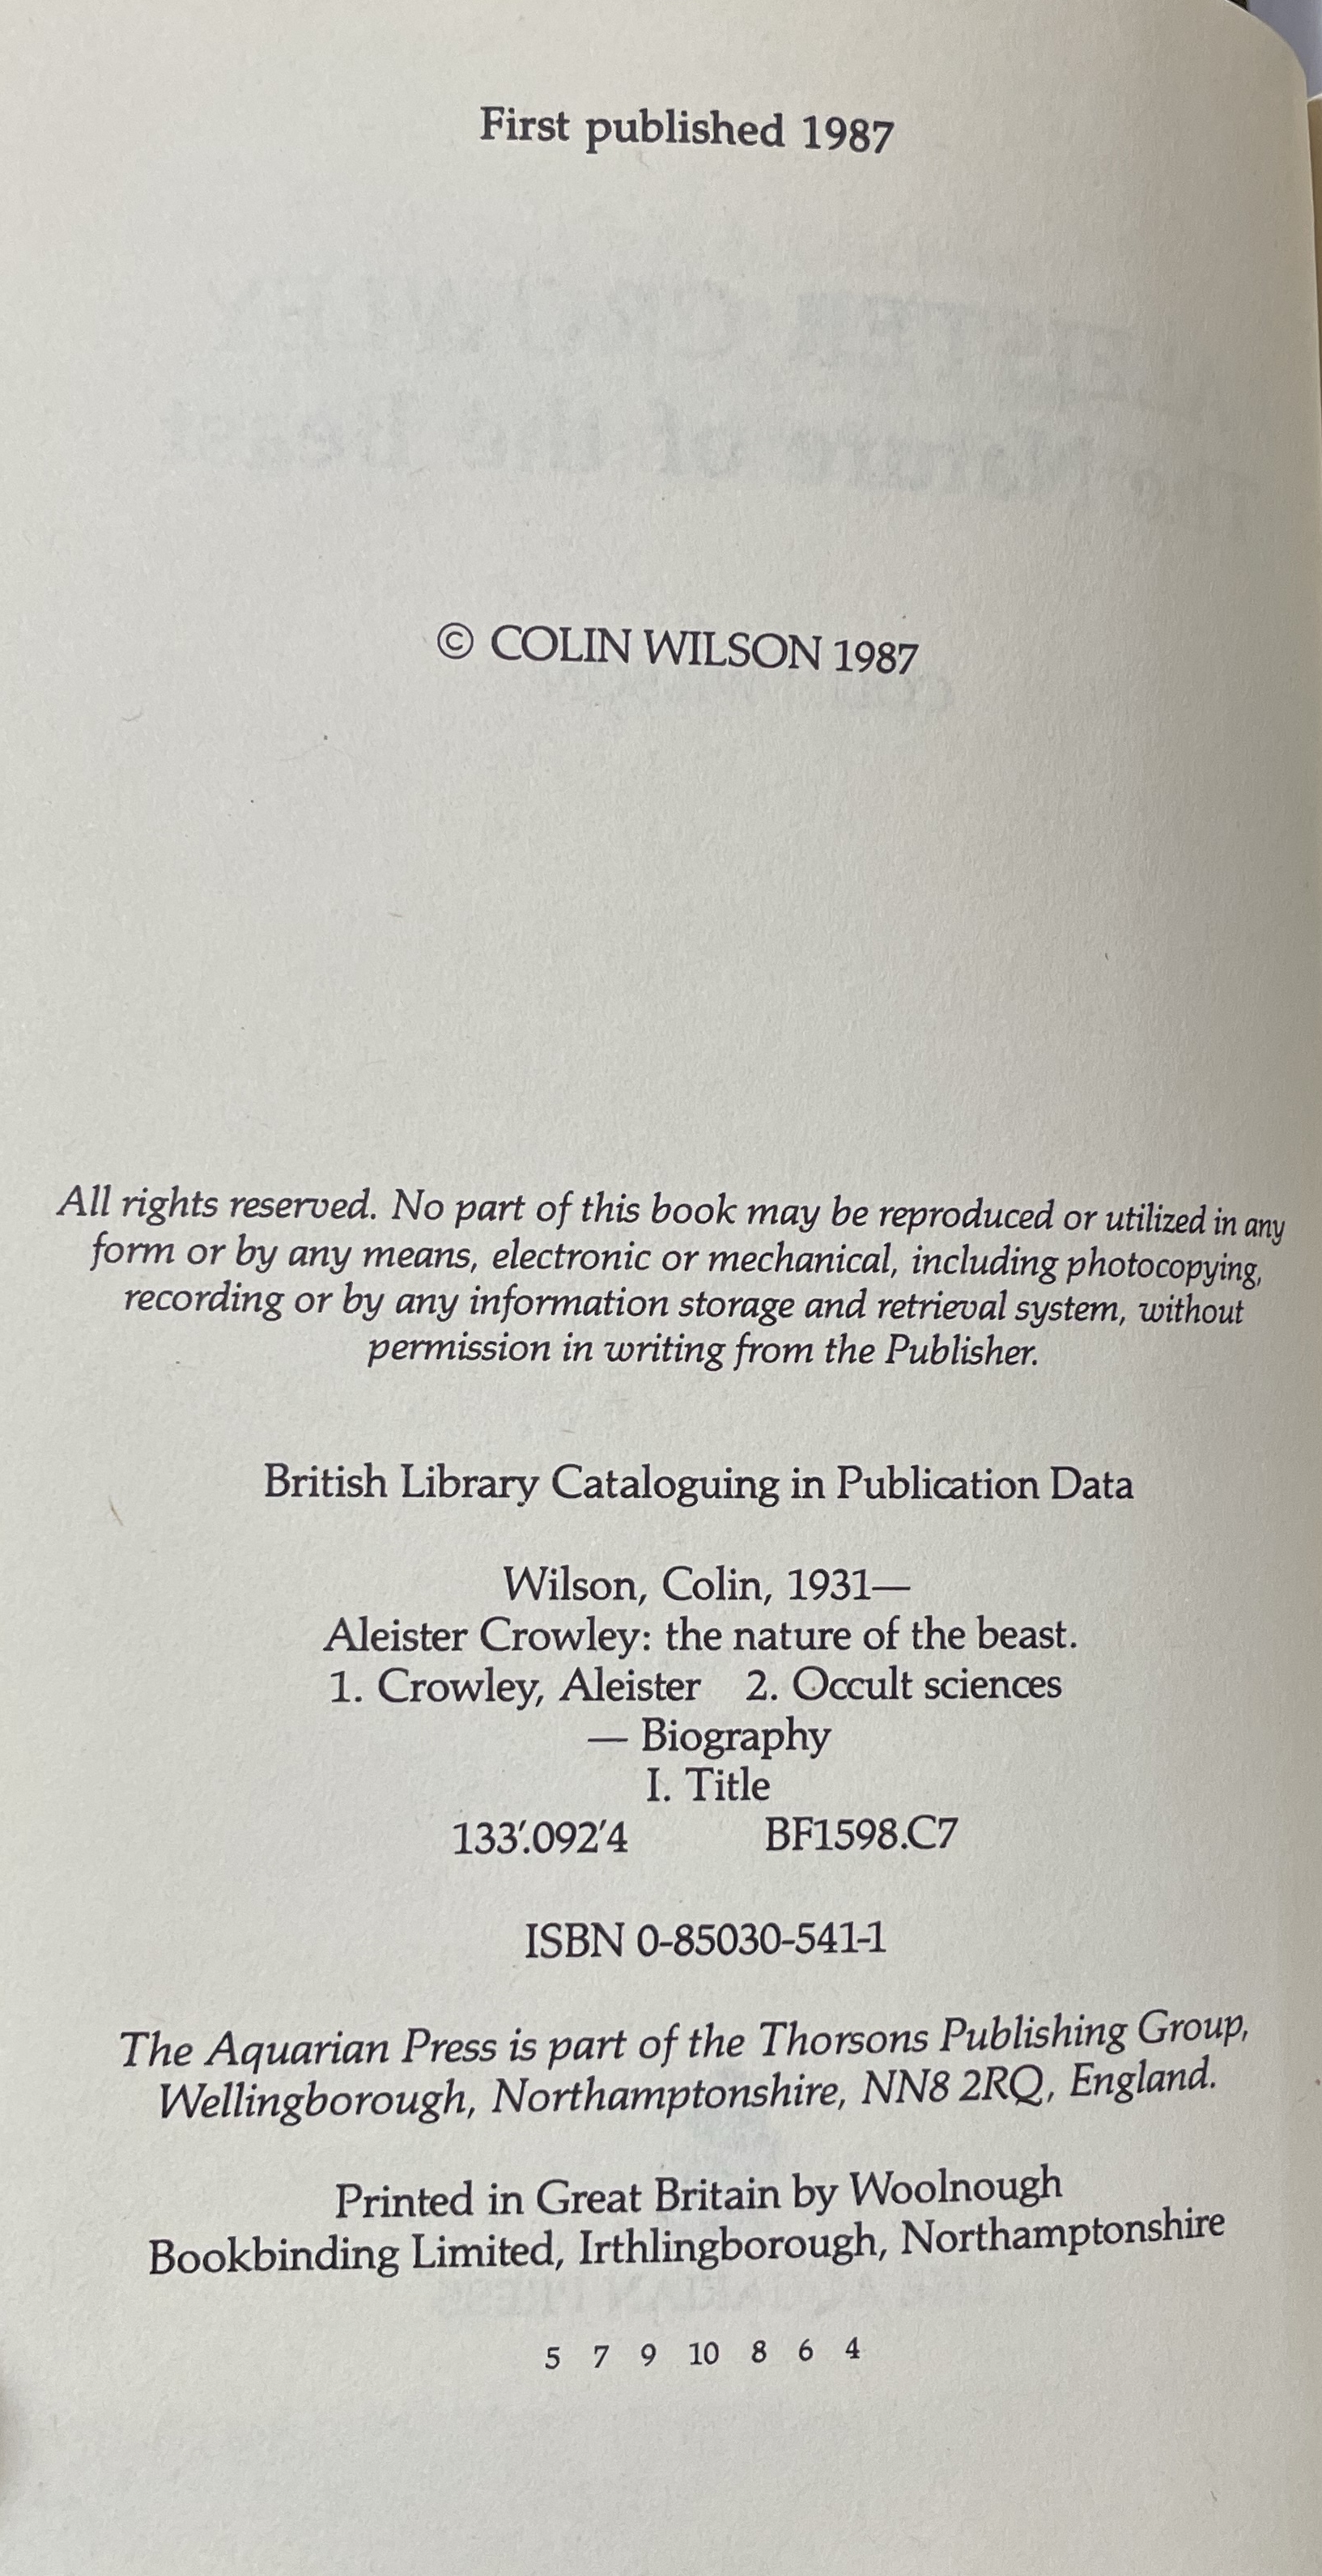 First published 1987
© COLIN WILSON 1987
All rights reserved. No part of this book may be reproduced or utilized in any
form or by any means, electronic or mechanical, including photocopying,
recording or by any information storage and retrieval system, without
permission in writing from the Publisher.
British Library Cataloguing in Publication Data
Wilson, Colin, 1931—
Aleister Crowley: the nature of the beast.
1. Crowley, Aleister 2. Occult sciences
— Biography
I. Title
133′.092′4 BF1598.C7
ISBN 0-85030-541-1
The Aquarian Press is part of the Thorsons Publishing Group,
Wellingborough, Northamptonshire, NN8 2RQ, England.
Printed in Great Britain by Woolnough
Bookbinding Limited, Irthlingborough, Northamptonshire
5 7 9 10 8 6 4